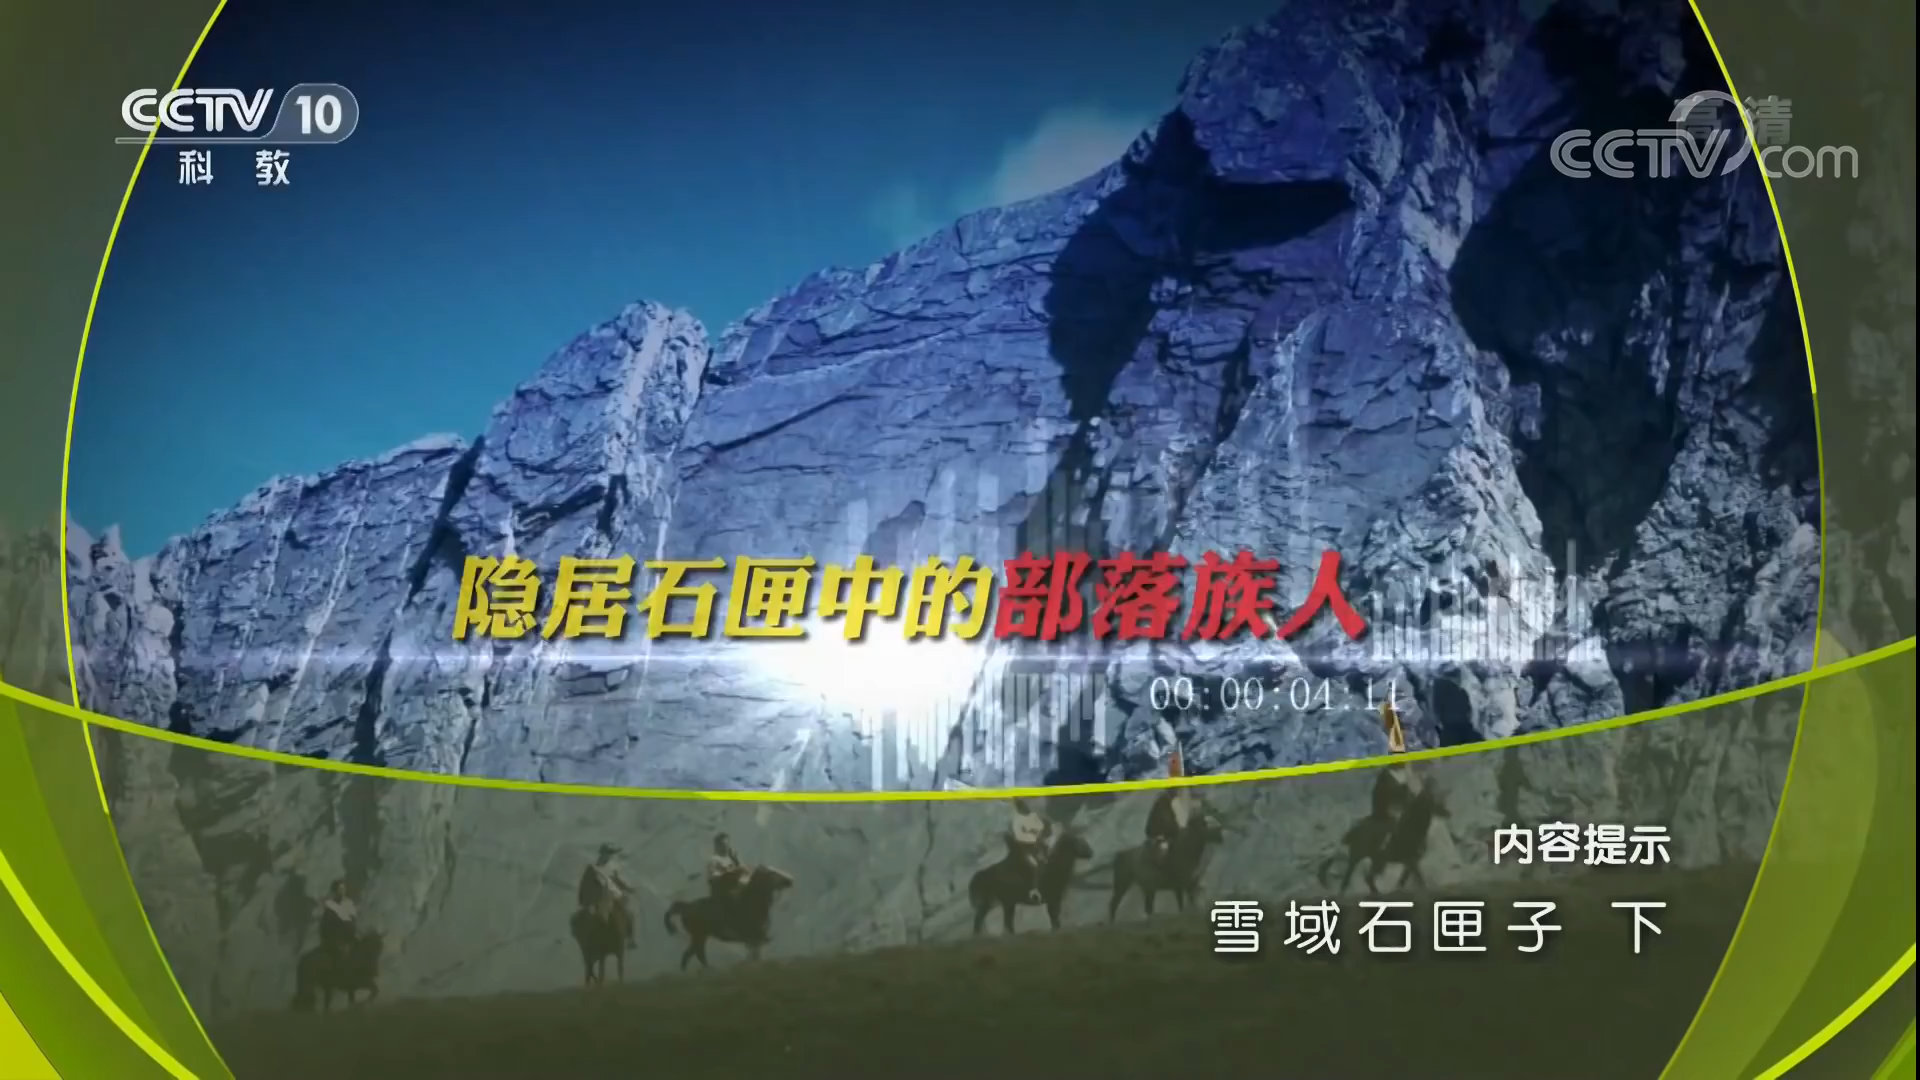 CCTV 10
科教
高清
CCTV.com
隐居石匣中的部落族人
00:00:04:11
内容提示
雪域石匣子 下